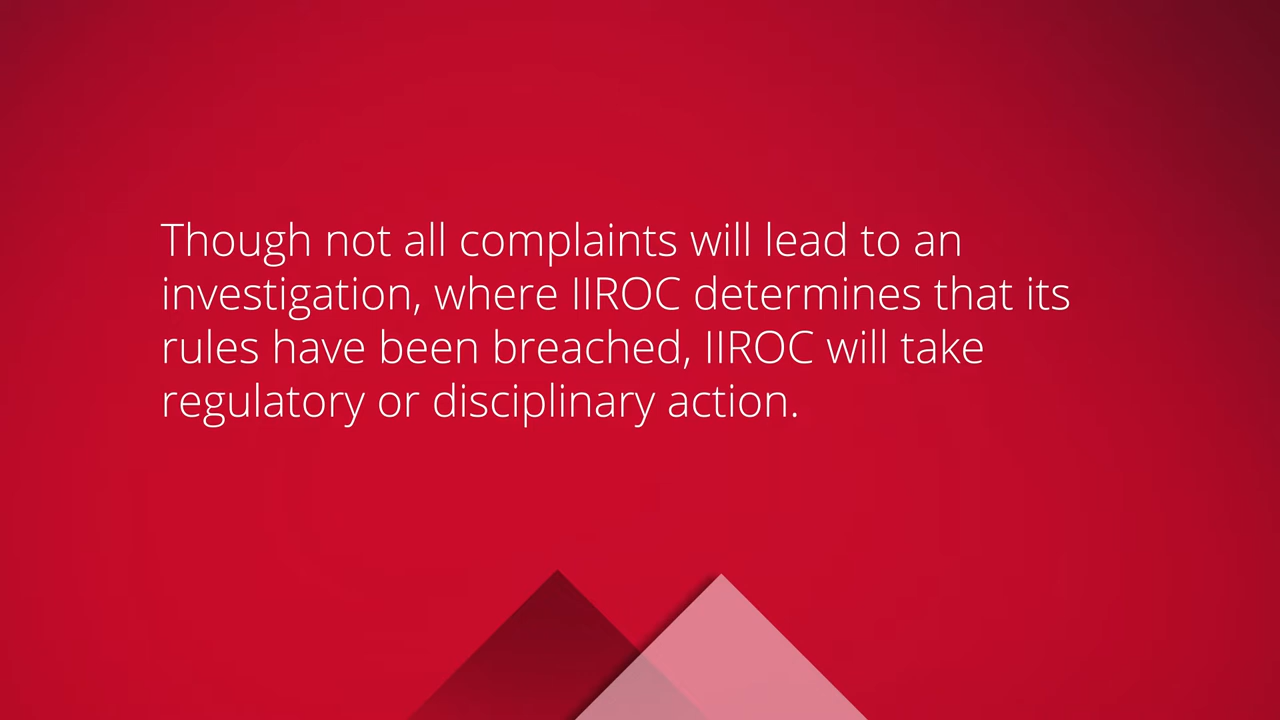 Though not all complaints will lead to an
investigation, where IIROC determines that its
rules have been breached, IIROC will take
regulatory or disciplinary action.